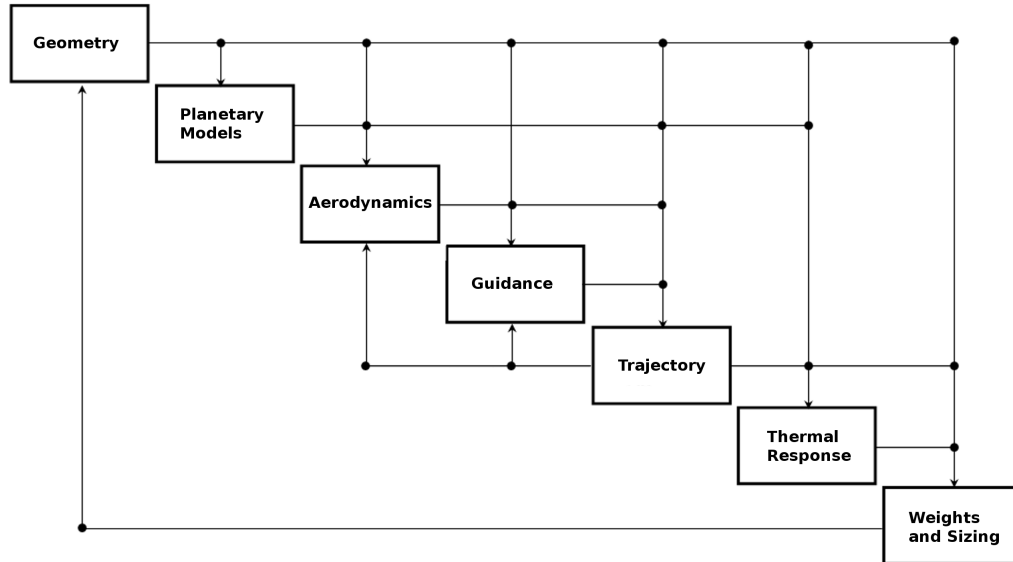 Geometry
Planetary
Models
Aerodynamics
Guidance
Trajectory
Thermal
Response
Weights
and Sizing